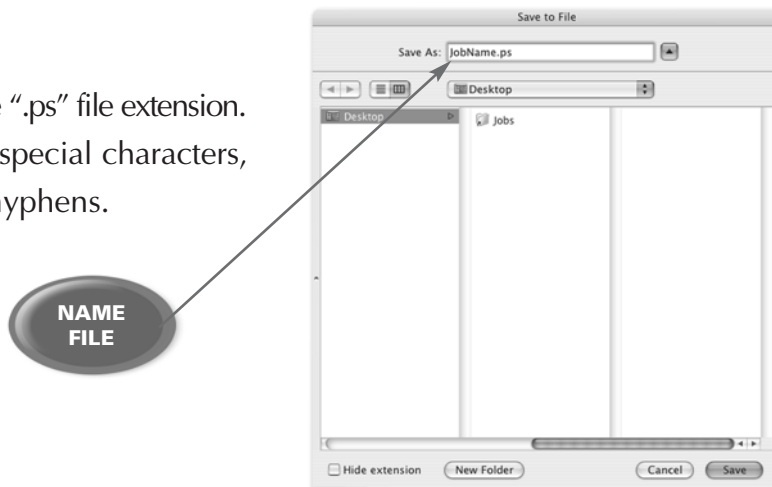 Save to File
Save As: JobName.ps
Desktop
“.ps” file extension.
Desktop
Jobs
special characters,
hyphens.
NAME
FILE
Hide extension
New Folder
Cancel
Save